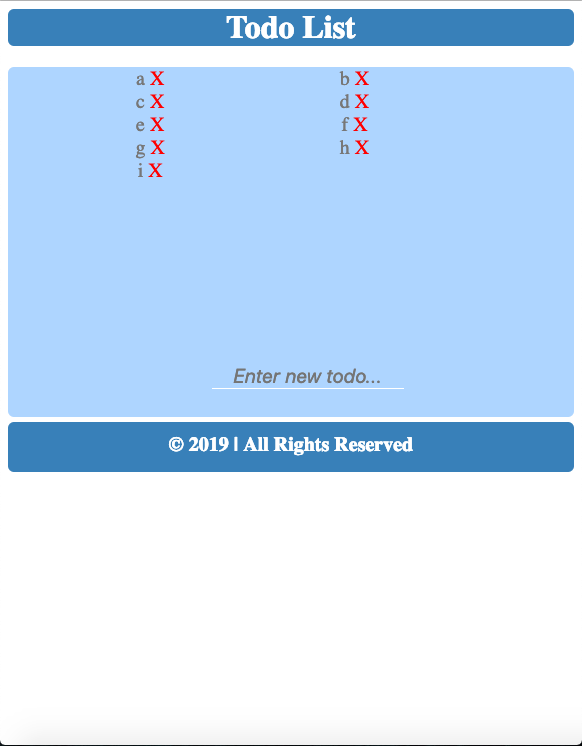 Todo List
a X b X
c X d X
e X f X
g X h X
i X
Enter new todo...
© 2019 | All Rights Reserved